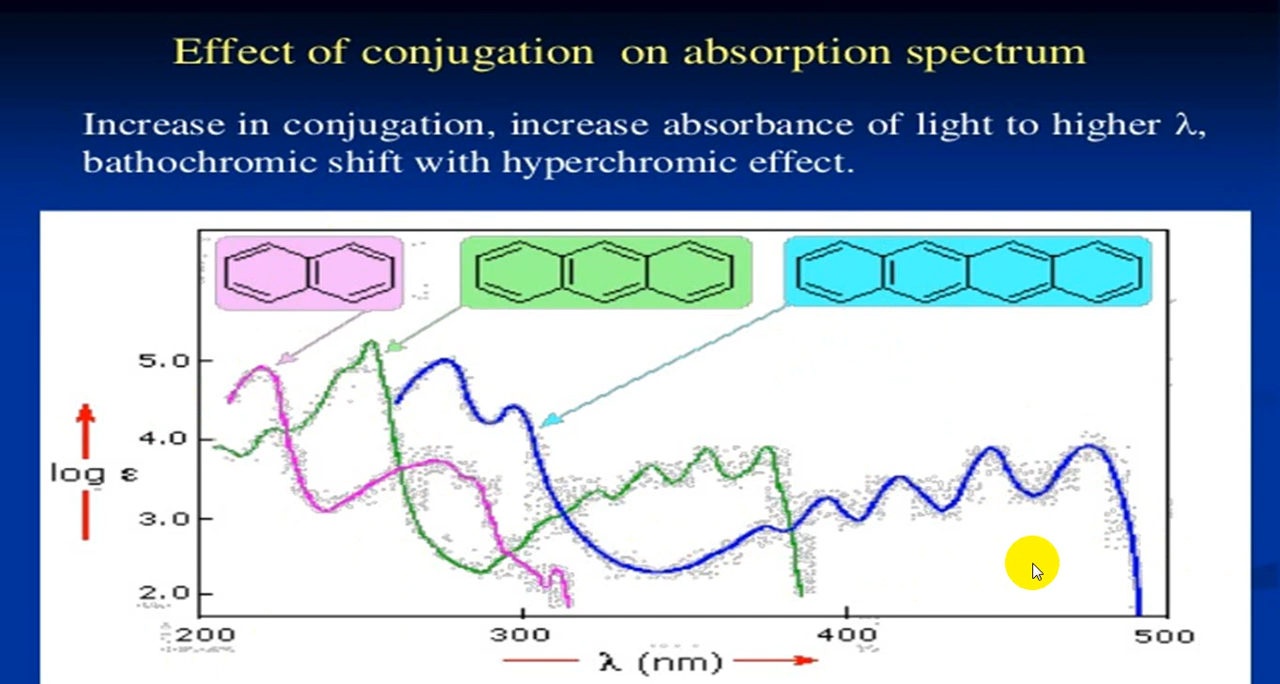 Effect of conjugation on absorption spectrum
Increase in conjugation, increase absorbance of light to higher λ,
bathochromic shift with hyperchromic effect.
5.0
4.0
log ε
3.0
2.0
200 300 400 500
λ (nm)